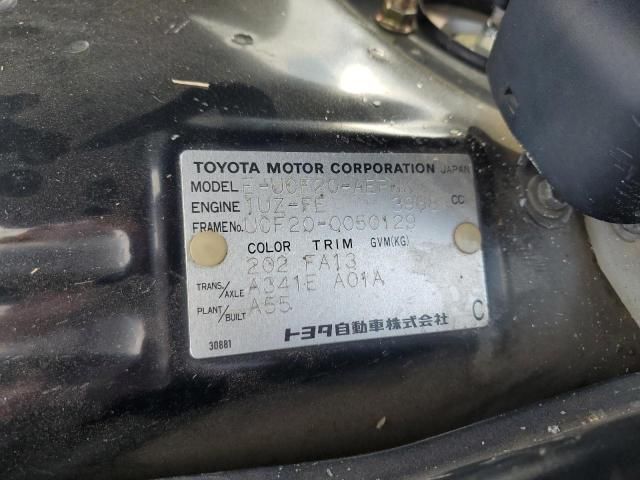 TOYOTA MOTOR CORPORATION JAPAN
MODEL E-UCF20-AEPQK
ENGINE 1UZ-FE 3968 CC
FRAME No. UCF20-0050129
COLOR TRIM GVM(KG)
202 FA13
TRANS./AXLE A341E A01A
PLANT/BUILT A55
トヨタ自動車株式会社 C
30881